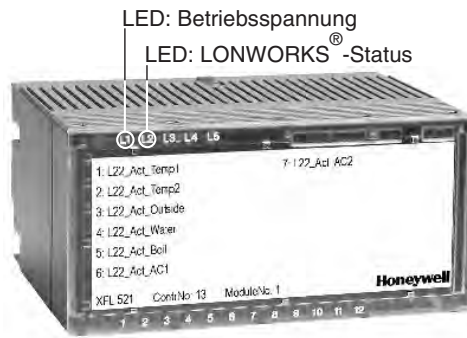 LED: Betriebsspannung
LED: LONWORKS®-Status
L1 L2 L3 L4 L5
1: L22_Act_Temp1
7: L22_Act_AC2
2: L22_Act_Temp2
3: L22_Act_Outside
4: L22_Act_Water
5: L22_Act_Boil
6: L22_Act_AC1
Honeywell
XFL 521 ContrNo: 13 ModuleNo: 1
1 2 3 4 5 6 7 8 9 10 11 12